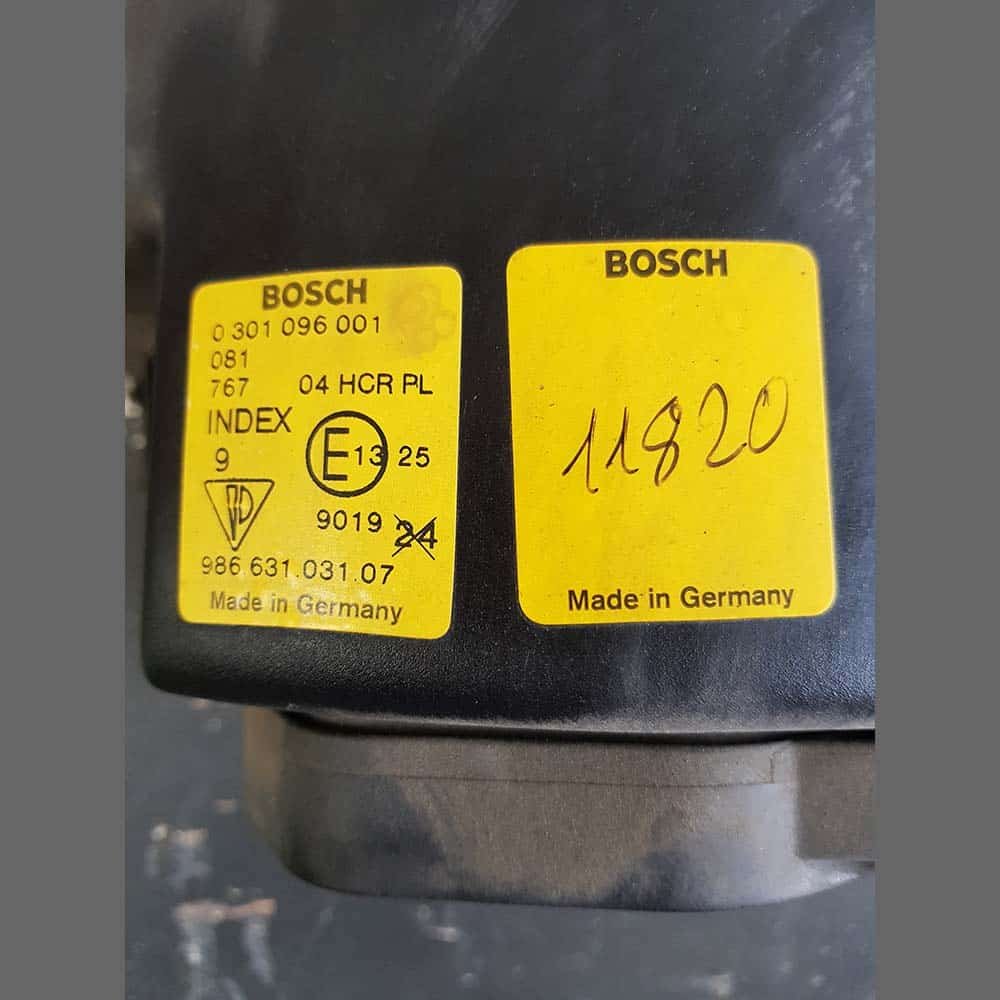 BOSCH
0 301 096 001
081
767 04 HCR PL
INDEX
9 E 13 25
9019 24
986.631.031.07
Made in Germany
BOSCH
11820
Made in Germany